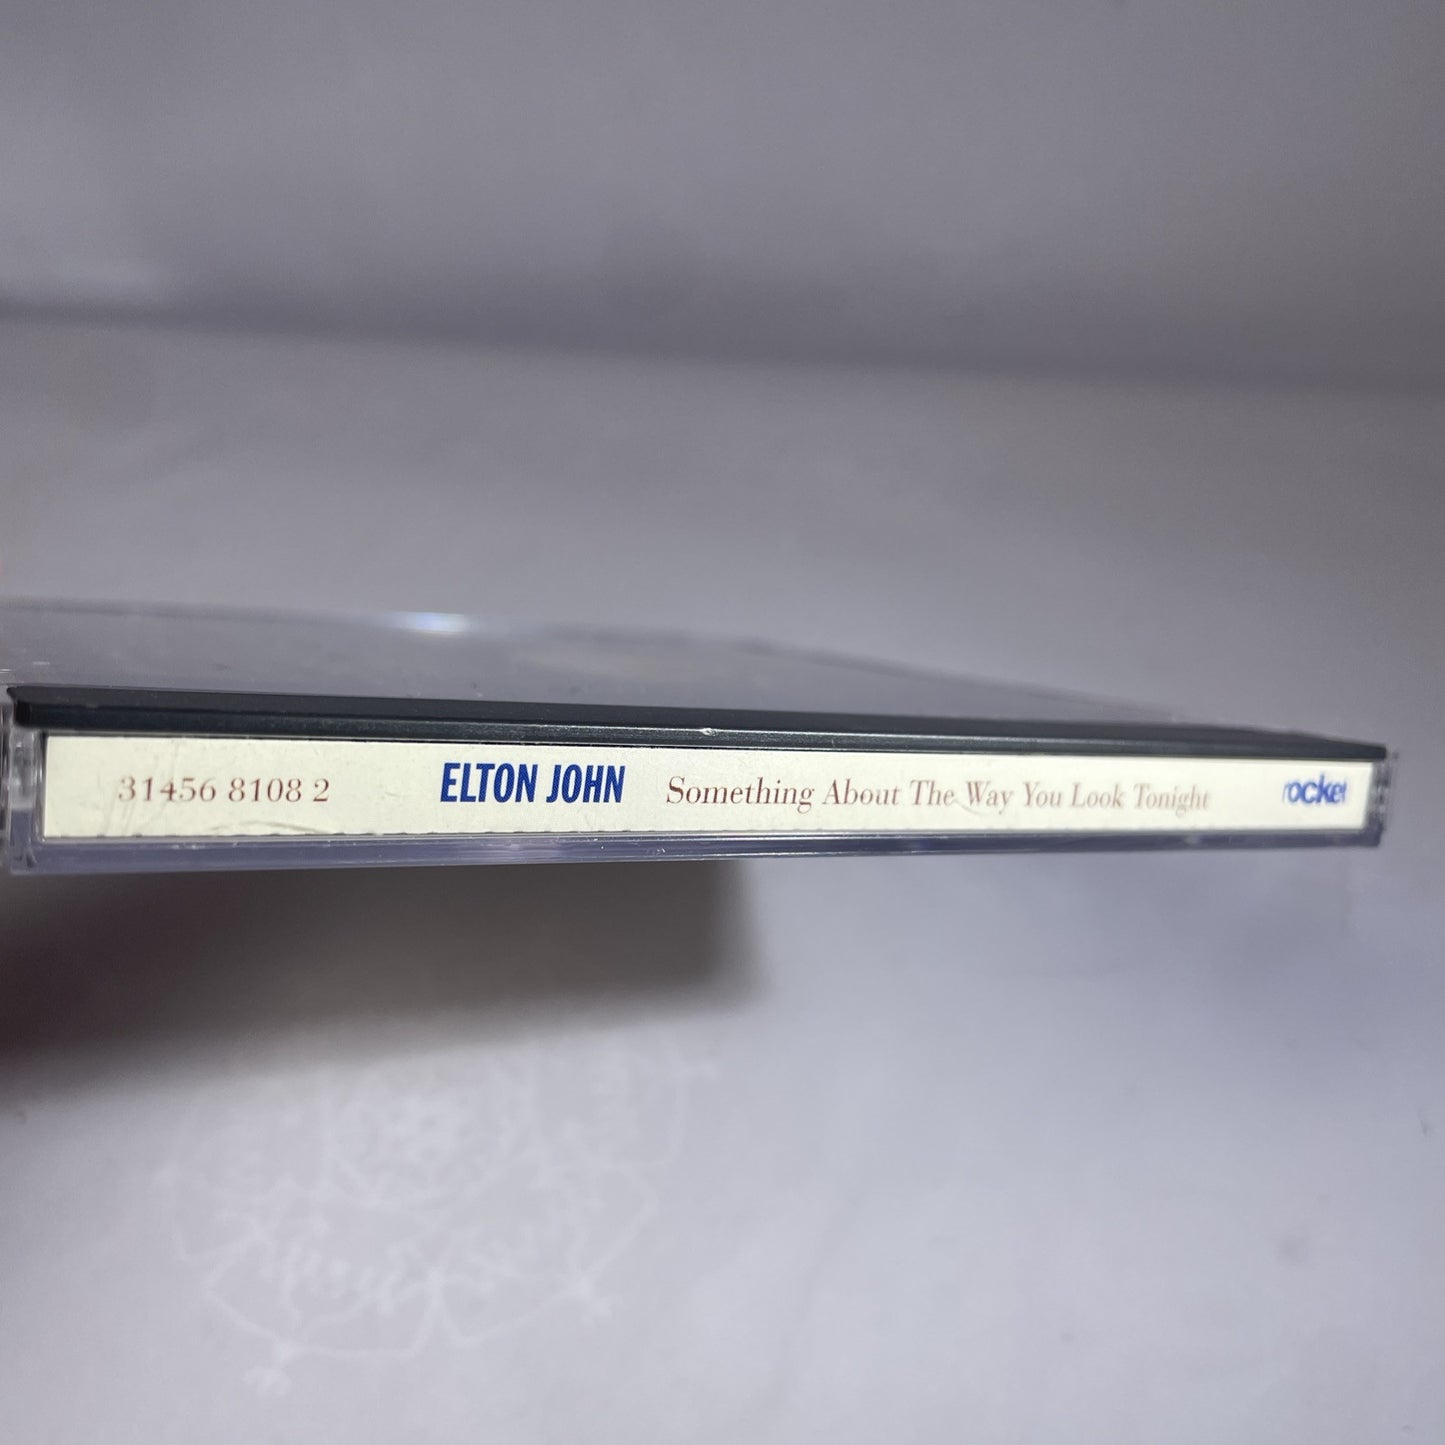 31456 8108 2 ELTON JOHN Something About The Way You Look Tonight rocket